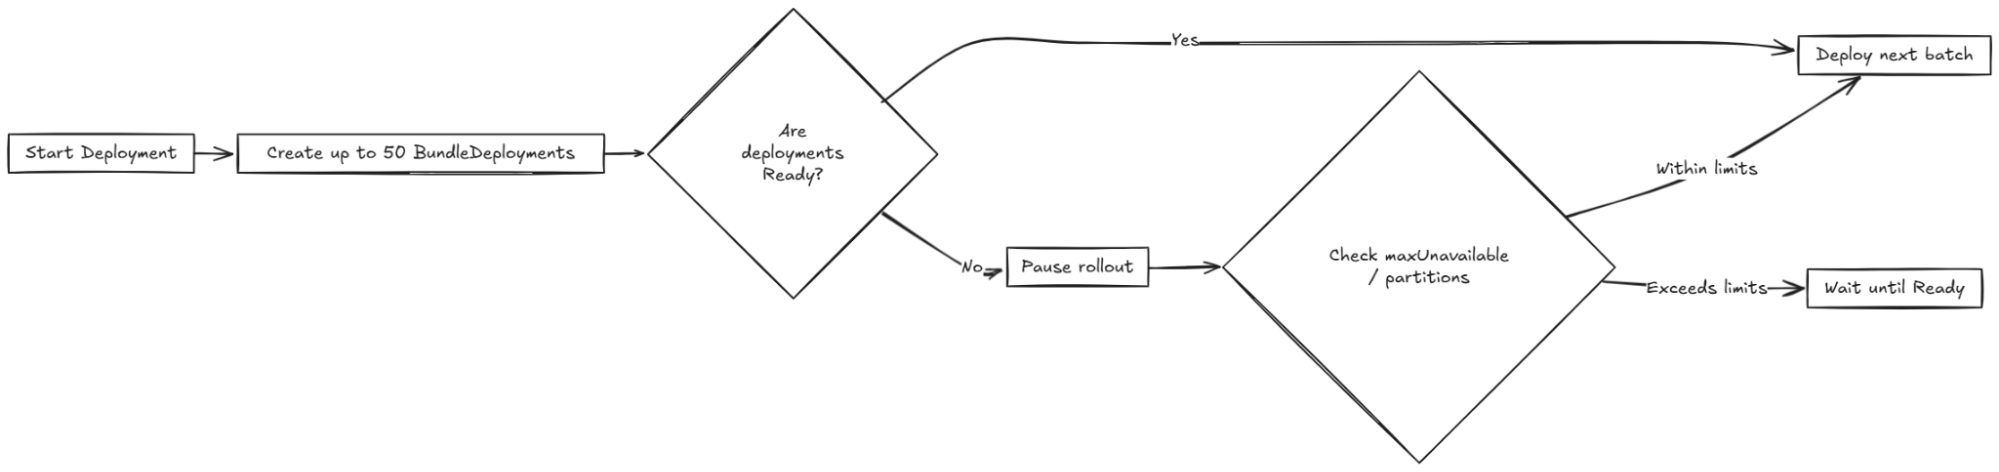 Start Deployment
Create up to 50 BundleDeployments
Are
deployments
Ready?
Yes
Deploy next batch
No
Pause rollout
Check maxUnavailable
/ partitions
Within limits
Exceeds limits
Wait until Ready